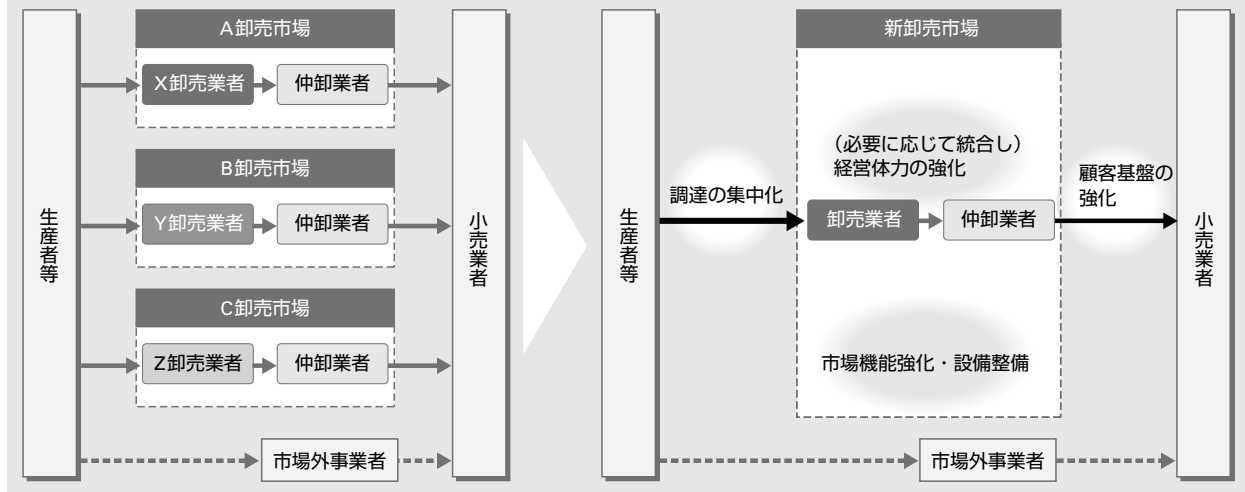 生産者等
A卸売市場
X卸売業者
仲卸業者
B卸売市場
Y卸売業者
仲卸業者
C卸売市場
Z卸売業者
仲卸業者
市場外事業者
小売業者
生産者等
調達の集中化
新卸売市場
（必要に応じて統合し）
経営体力の強化
卸売業者
仲卸業者
市場機能強化・設備整備
顧客基盤の
強化
市場外事業者
小売業者